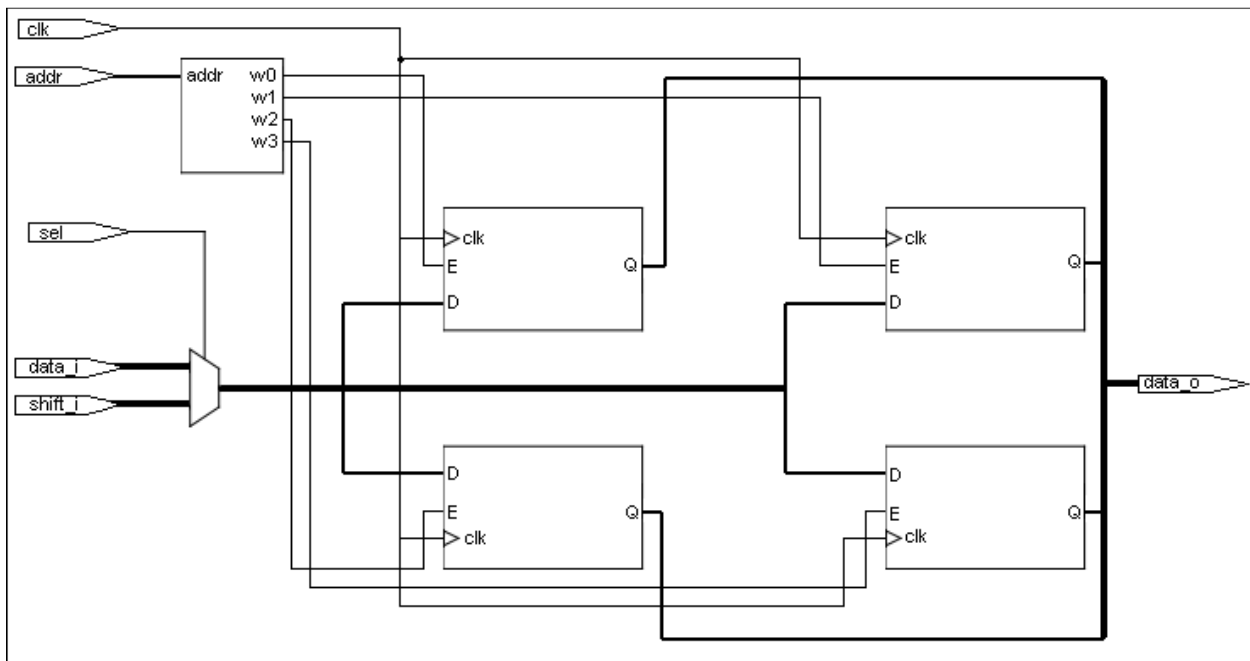 clk
addr
addr w0
w1
w2
w3
sel
clk
E
D
Q
clk
E
D
Q
data_i
shift_i
data_o
D
E
clk
Q
D
E
clk
Q